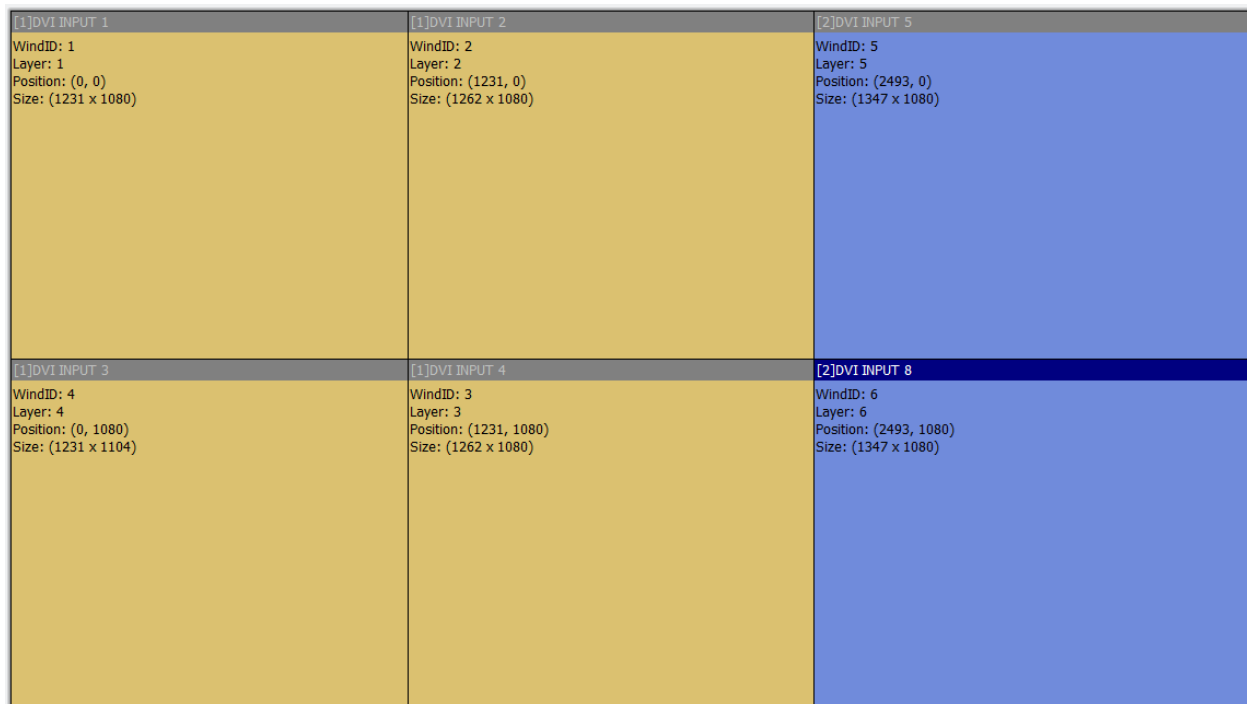 [1]DVI INPUT 1
WindID: 1
Layer: 1
Position: (0, 0)
Size: (1231 x 1080)
[1]DVI INPUT 2
WindID: 2
Layer: 2
Position: (1231, 0)
Size: (1262 x 1080)
[2]DVI INPUT 5
WindID: 5
Layer: 5
Position: (2493, 0)
Size: (1347 x 1080)
[1]DVI INPUT 3
WindID: 4
Layer: 4
Position: (0, 1080)
Size: (1231 x 1104)
[1]DVI INPUT 4
WindID: 3
Layer: 3
Position: (1231, 1080)
Size: (1262 x 1080)
[2]DVI INPUT 8
WindID: 6
Layer: 6
Position: (2493, 1080)
Size: (1347 x 1080)